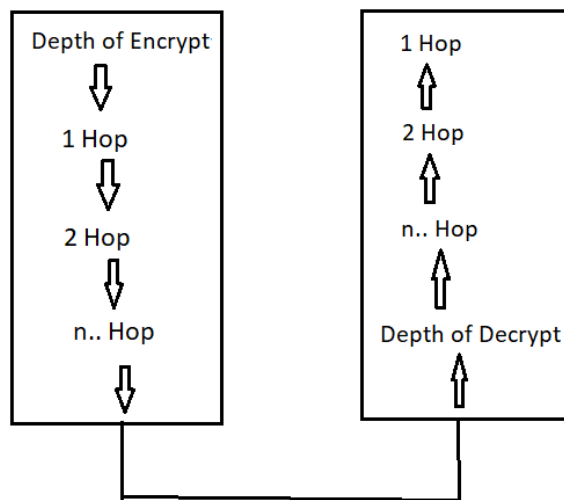 Depth of Encrypt
1 Hop
2 Hop
n.. Hop
1 Hop
2 Hop
n.. Hop
Depth of Decrypt